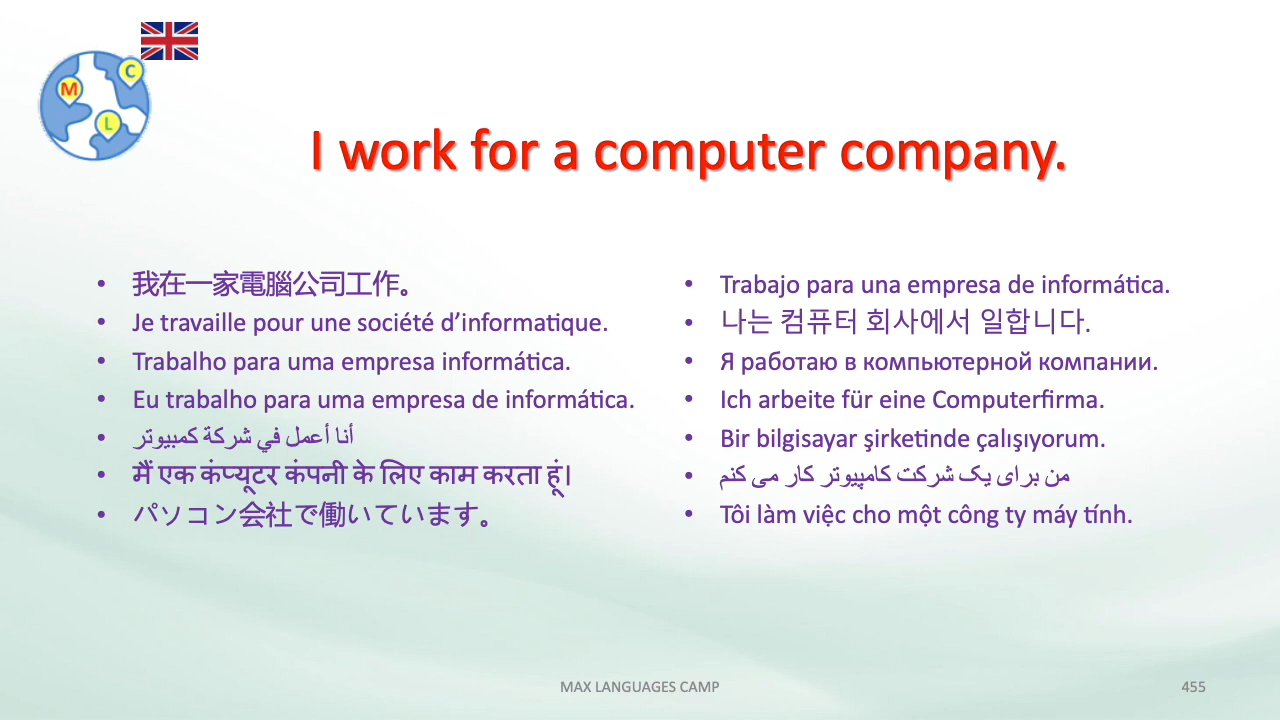 C
M
L
I work for a computer company.
• 我在一家電腦公司工作。
• Je travaille pour une société d’informatique.
• Trabalho para uma empresa informática.
• Eu trabalho para uma empresa de informática.
• أنا أعمل في شركة كمبيوتر
• मैं एक कंप्यूटर कंपनी के लिए काम करता हूं।
• パソコン会社で働いています。
• Trabajo para una empresa de informática.
• 나는 컴퓨터 회사에서 일합니다.
• Я работаю в компьютерной компании.
• Ich arbeite für eine Computerfirma.
• Bir bilgisayar şirketinde çalışıyorum.
• من برای یک شرکت کامپیوتر کار می کنم
• Tôi làm việc cho một công ty máy tính.
MAX LANGUAGES CAMP
455